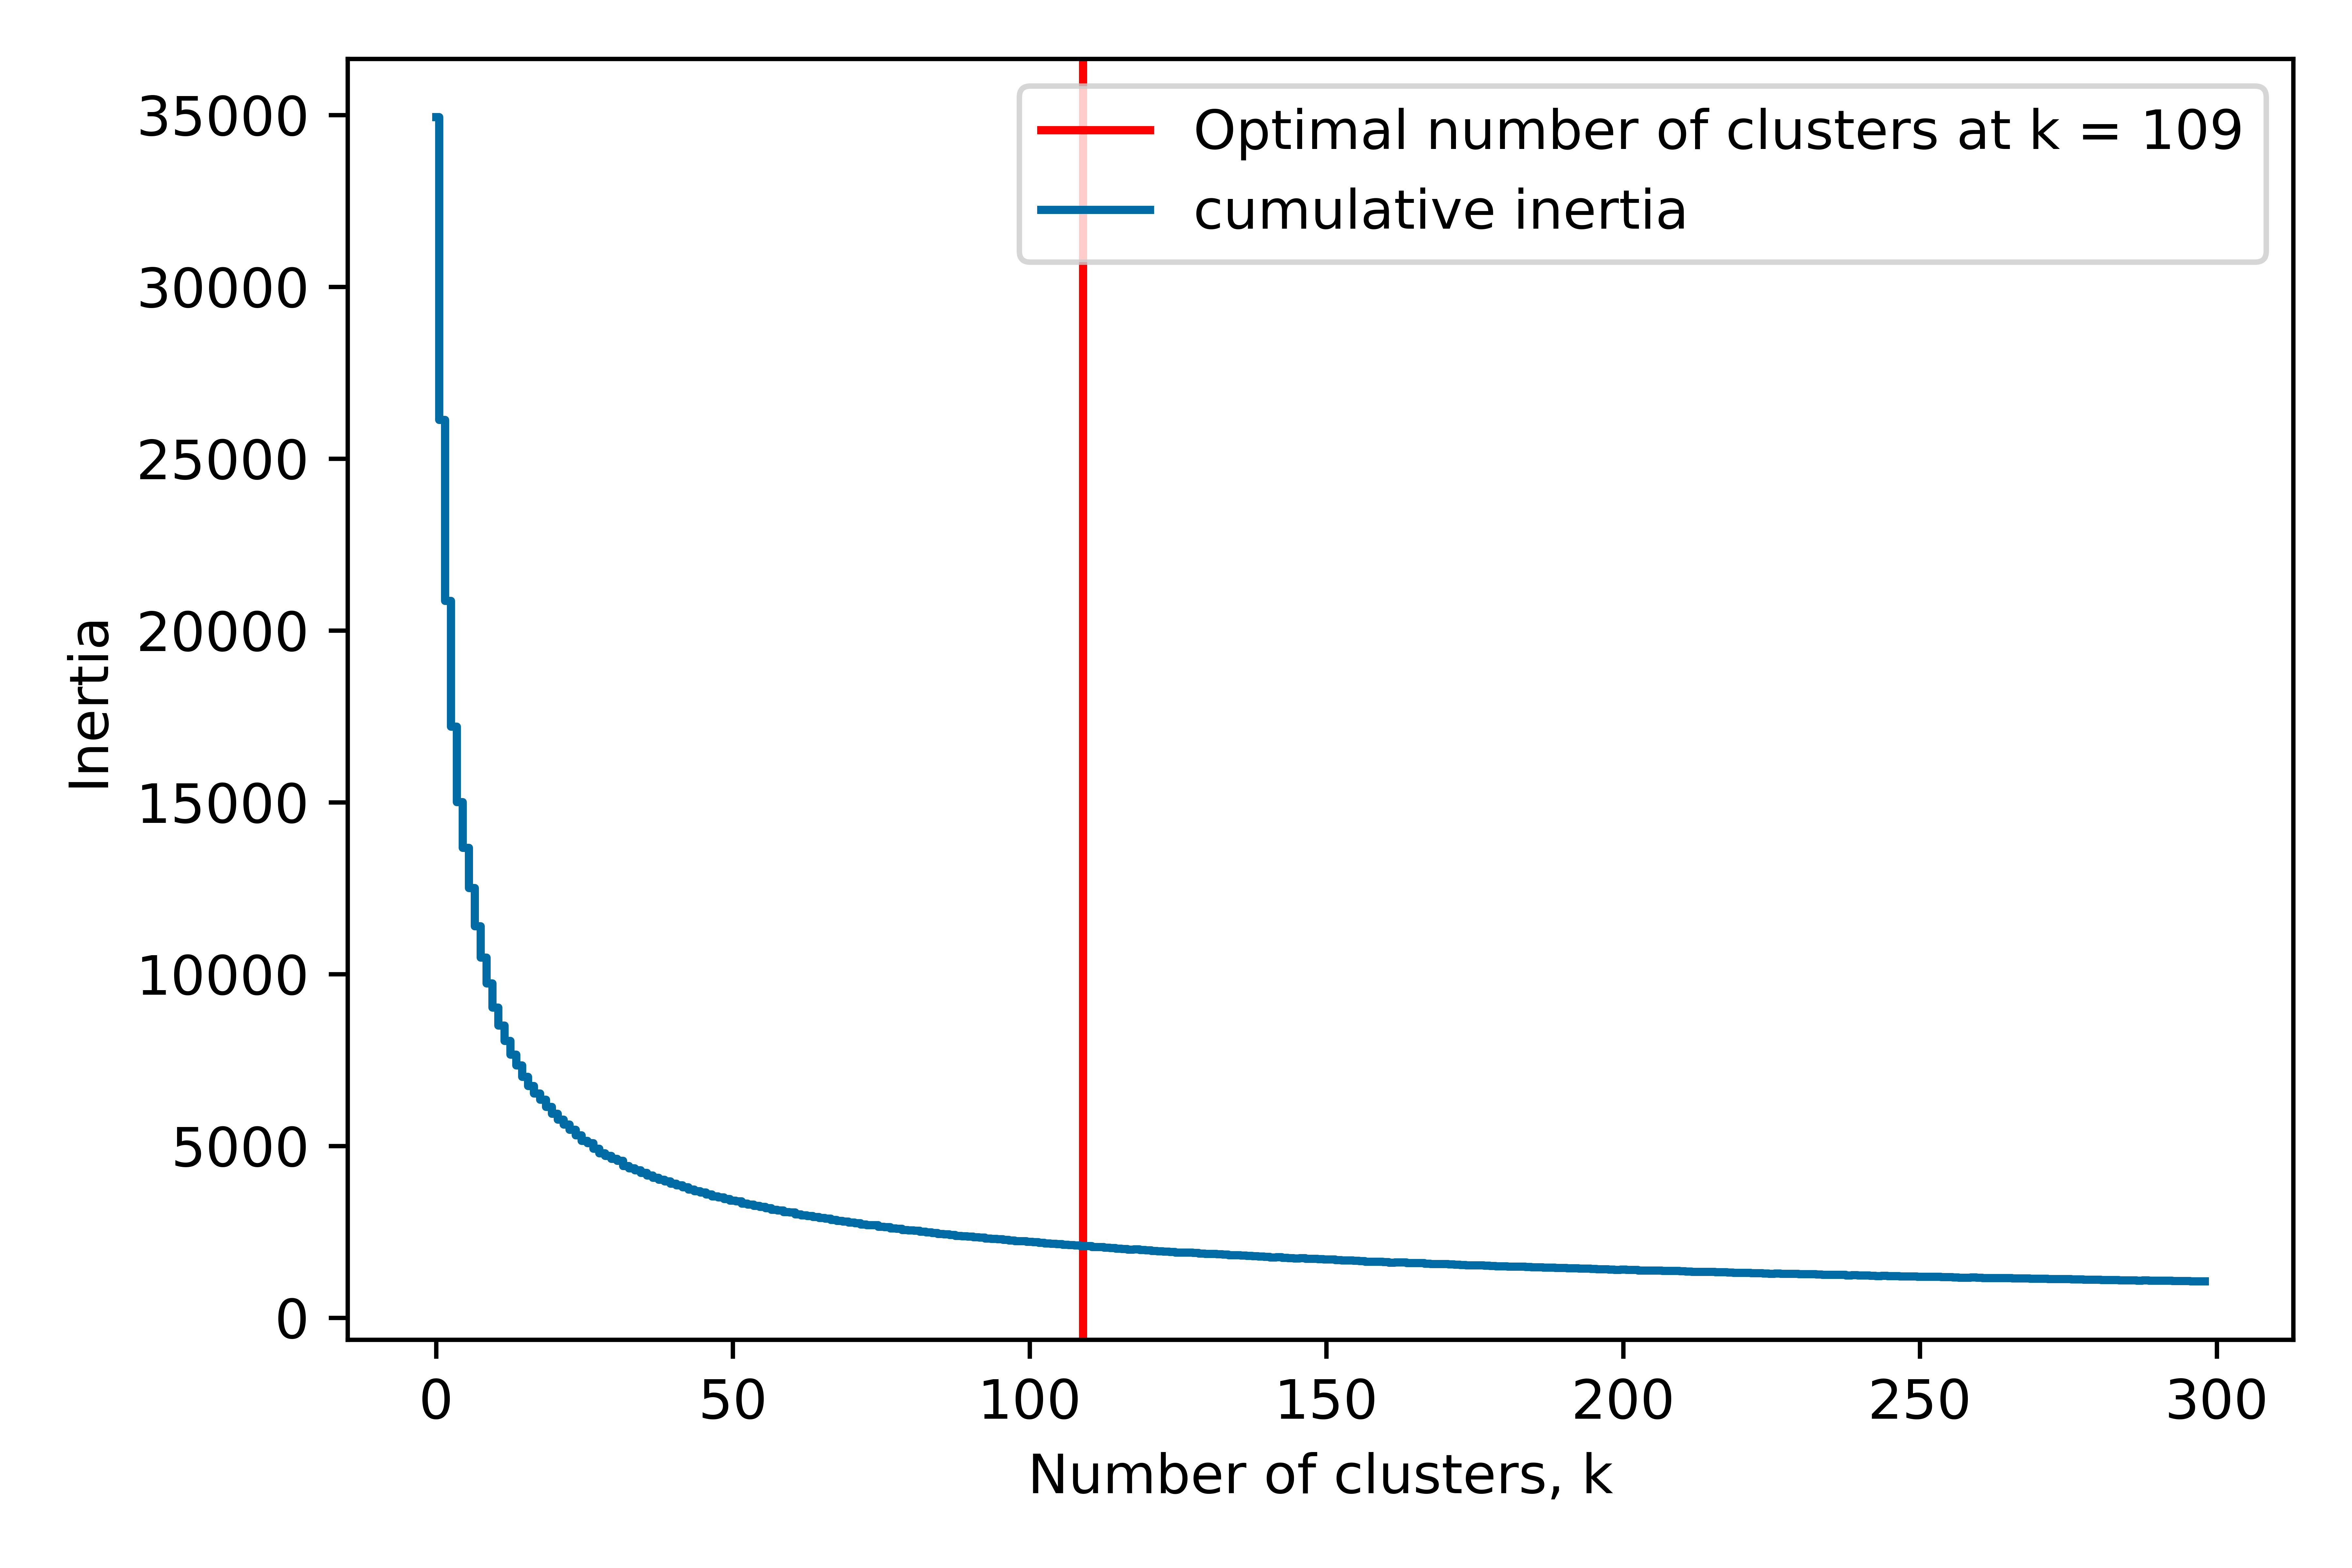 Optimal number of clusters at k = 109
cumulative inertia
35000
30000
25000
20000
15000
10000
5000
0
Inertia
0 50 100 150 200 250 300
Number of clusters, k